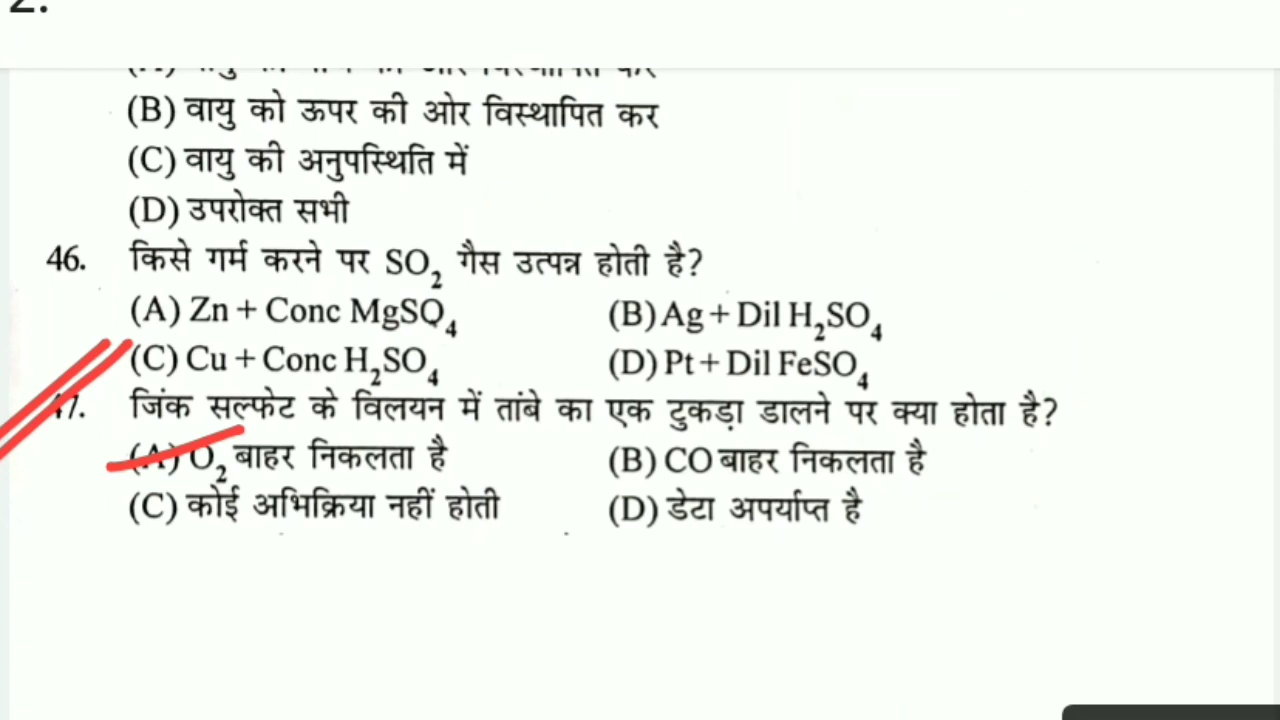 2.
(B) वायु को ऊपर की ओर विस्थापित कर
(C) वायु की अनुपस्थिति में
(D) उपरोक्त सभी
46. किसे गर्म करने पर SO₂ गैस उत्पन्न होती है?
(A) Zn + Conc MgSO₄ (B) Ag + Dil H₂SO₄
(C) Cu + Conc H₂SO₄ (D) Pt + Dil FeSO₄
47. जिंक सल्फेट के विलयन में तांबे का एक टुकड़ा डालने पर क्या होता है?
(A) O₂ बाहर निकलता है (B) CO बाहर निकलता है
(C) कोई अभिक्रिया नहीं होती (D) डेटा अपर्याप्त है